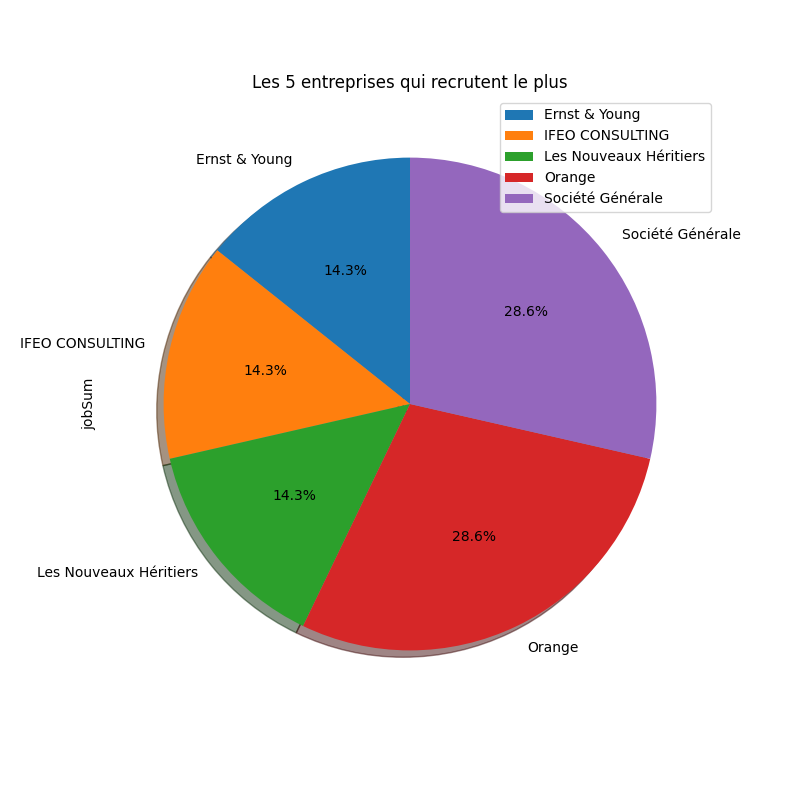 Les 5 entreprises qui recrutent le plus
Ernst & Young
IFEO CONSULTING
Les Nouveaux Héritiers
Orange
Société Générale
Ernst & Young
Société Générale
14.3%
28.6%
IFEO CONSULTING
14.3%
jobSum
14.3%
28.6%
Les Nouveaux Héritiers
Orange